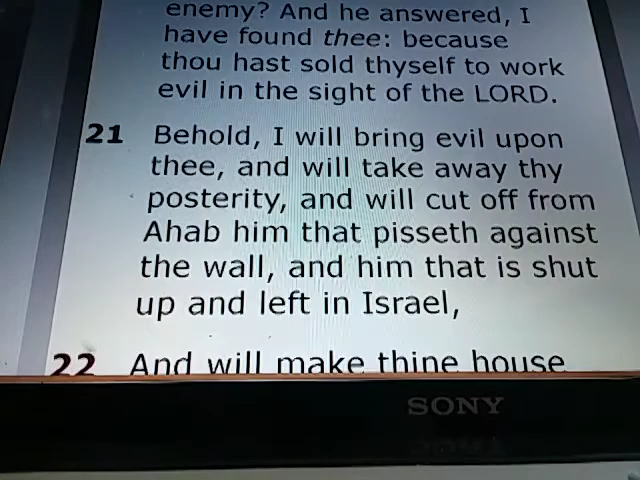 enemy? And he answered, I
have found thee: because
thou hast sold thyself to work
evil in the sight of the LORD.
21 Behold, I will bring evil upon
thee, and will take away thy
posterity, and will cut off from
Ahab him that pisseth against
the wall, and him that is shut
up and left in Israel,
22 And will make thine house
SONY